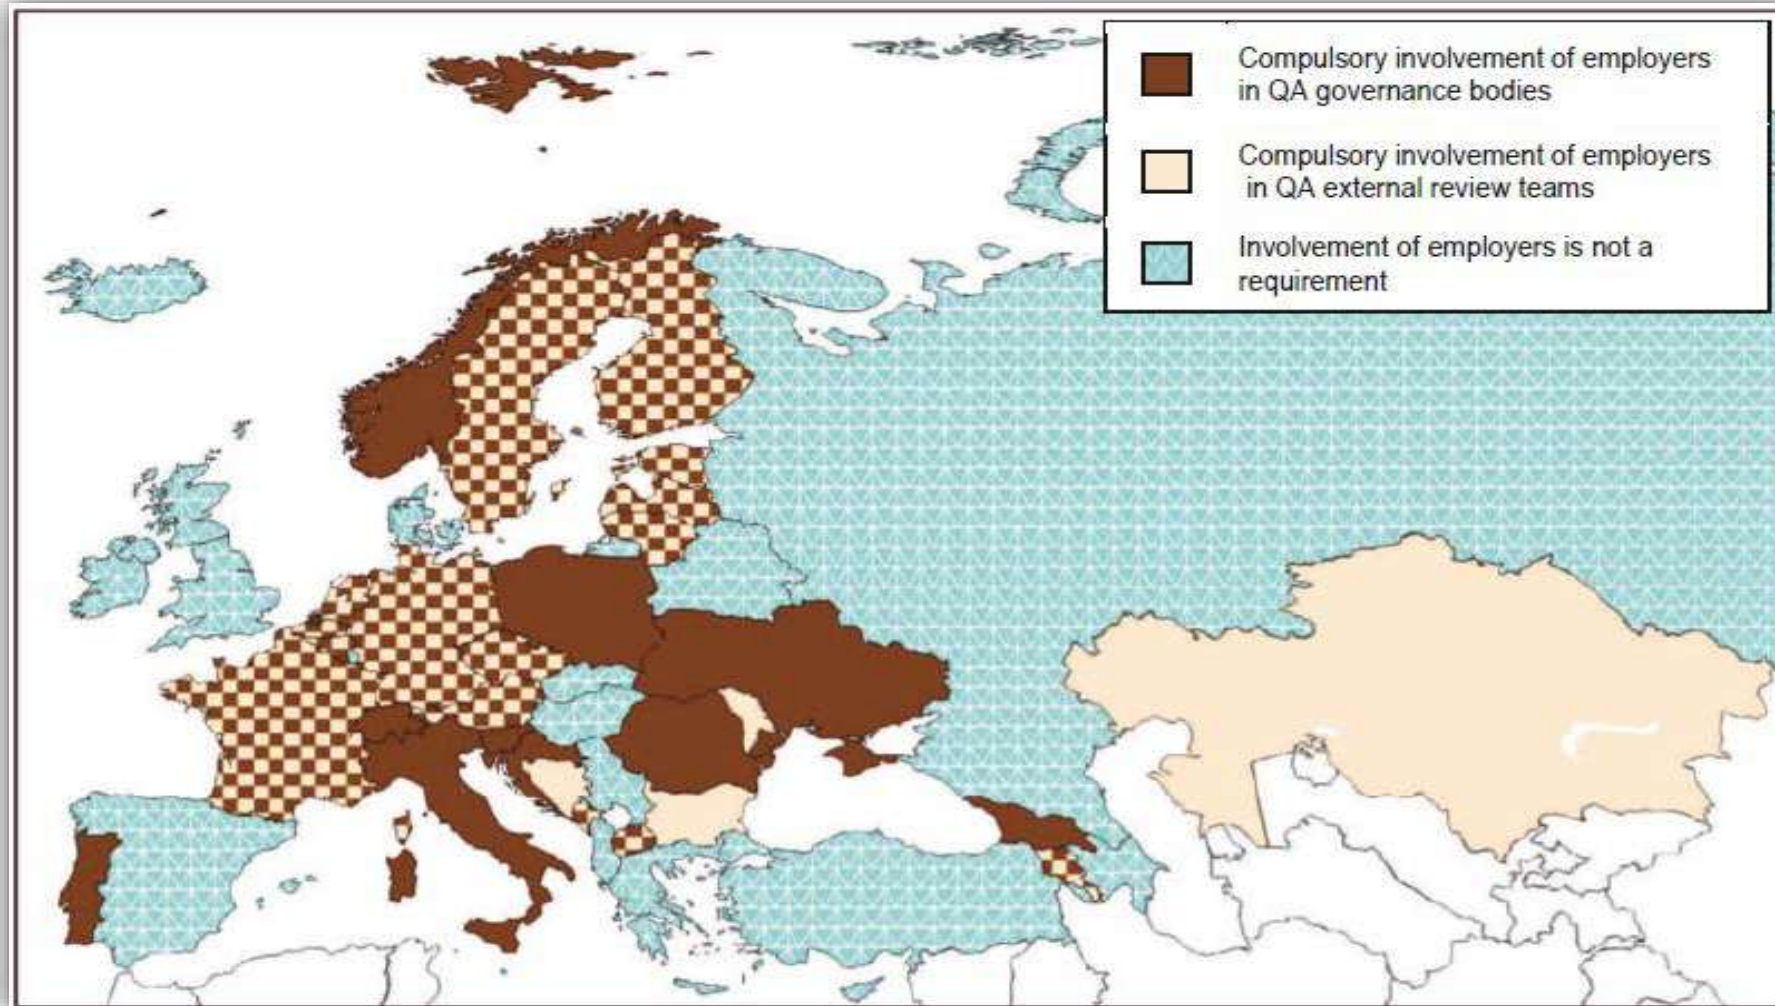 Compulsory involvement of employers
in QA governance bodies
Compulsory involvement of employers
in QA external review teams
Involvement of employers is not a
requirement